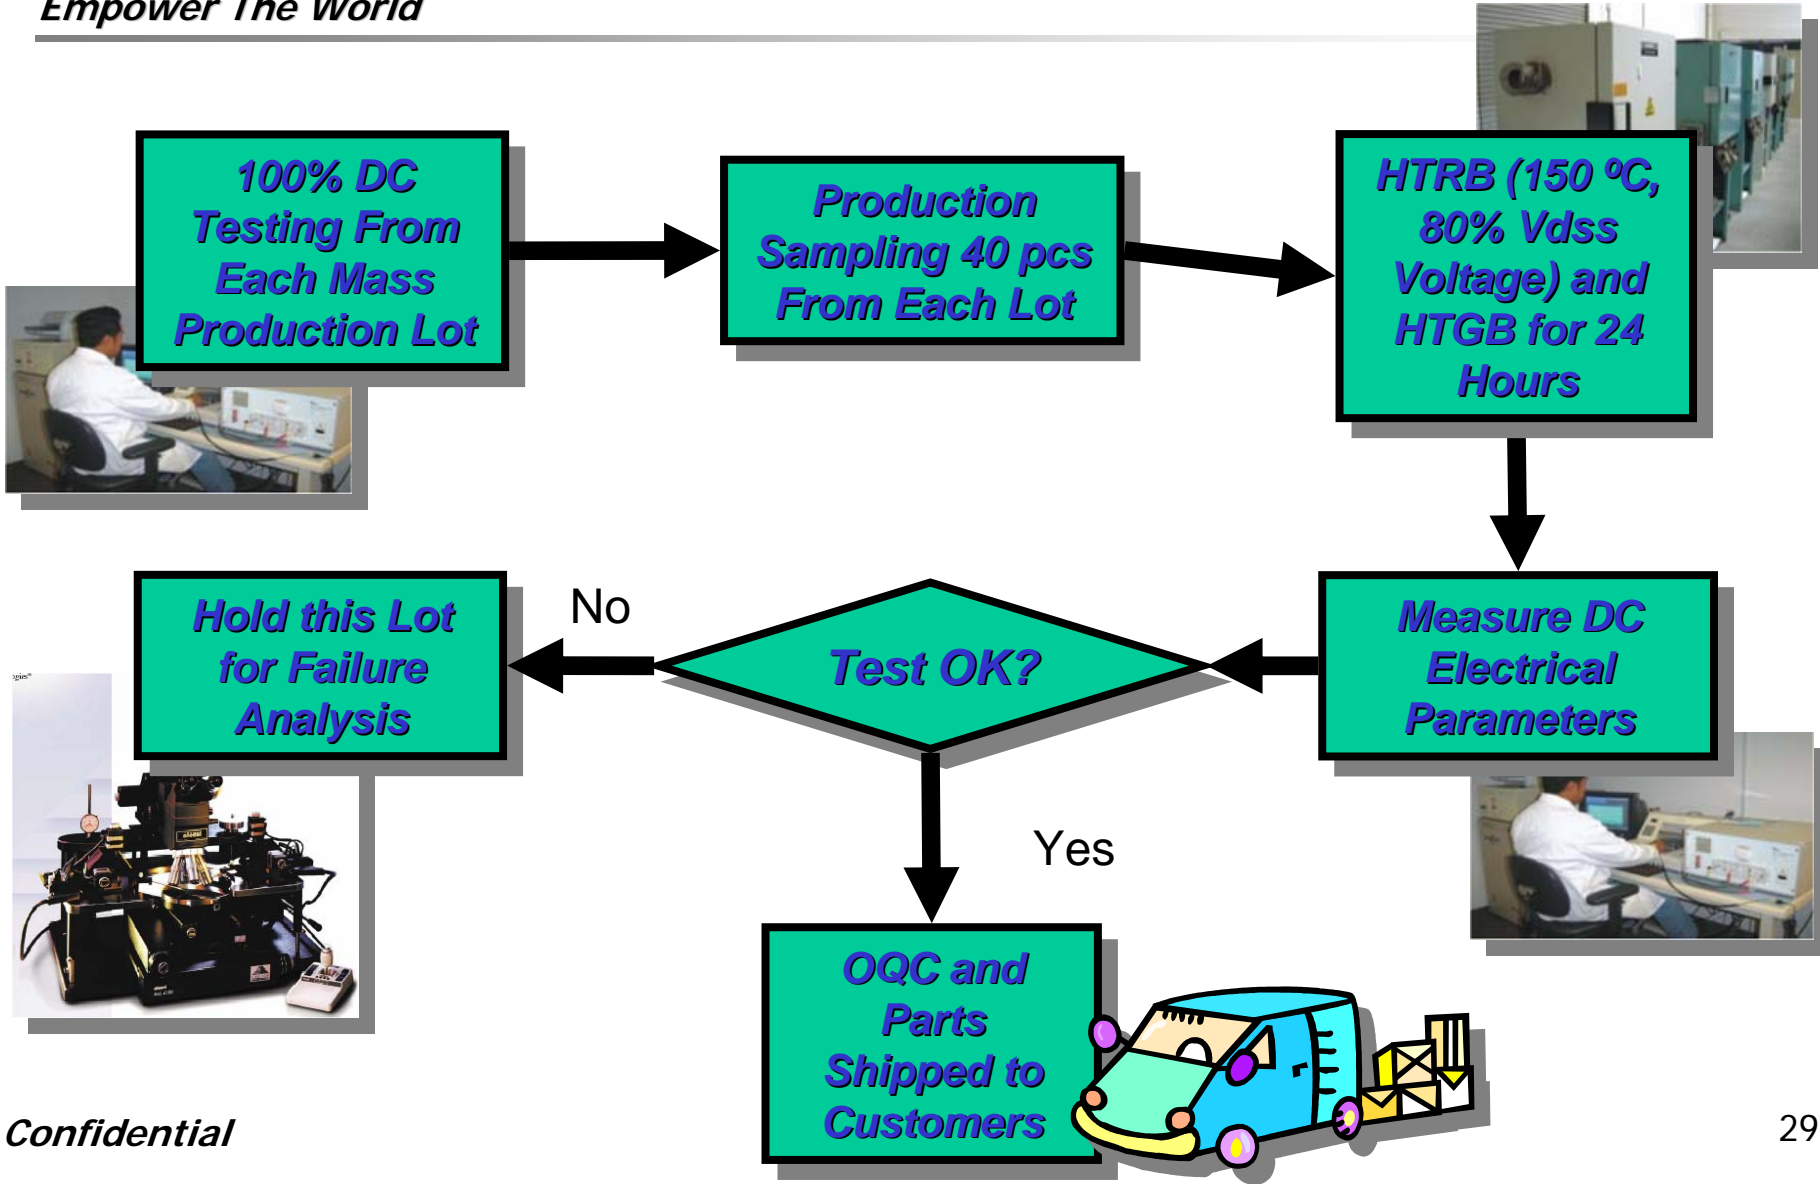 Empower The World
100% DC
Testing From
Each Mass
Production Lot
Production
Sampling 40 pcs
From Each Lot
HTRB (150 ºC,
80% Vdss
Voltage) and
HTGB for 24
Hours
Hold this Lot
for Failure
Analysis
No
Test OK?
Measure DC
Electrical
Parameters
Yes
OQC and
Parts
Shipped to
Customers
Confidential
29